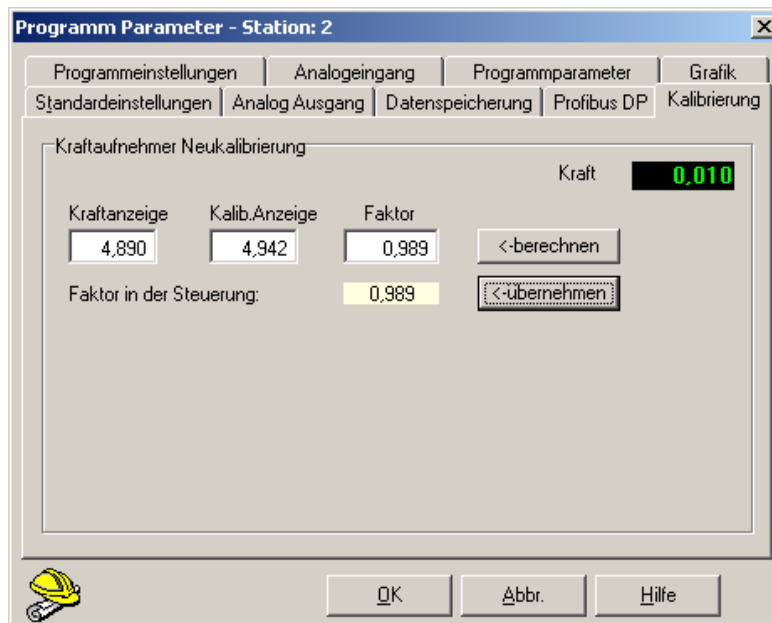 Programm Parameter - Station: 2
Programmeinstellungen Analogeingang Programmparameter Grafik
Standardeinstellungen Analog Ausgang Datenspeicherung Profibus DP Kalibrierung
Kraftaufnehmer Neukalibrierung
Kraft 0,010
Kraftanzeige Kalib.Anzeige Faktor
4,890 4,942 0,989 <-berechnen
Faktor in der Steuerung: 0,989 <-übernehmen
OK Abbr. Hilfe